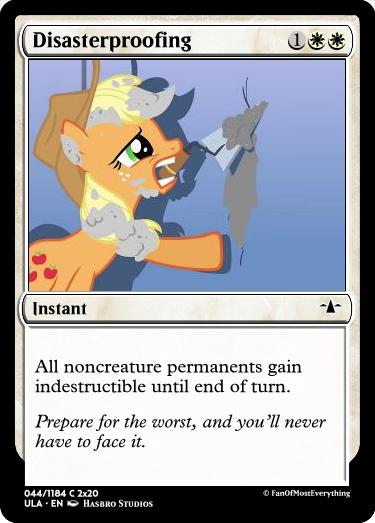 Disasterproofing 1
Instant
All noncreature permanents gain
indestructible until end of turn.
Prepare for the worst, and you'll never
have to face it.
044/1184 C 2x20
ULA • EN Hasbro Studios
© FanOfMostEverything